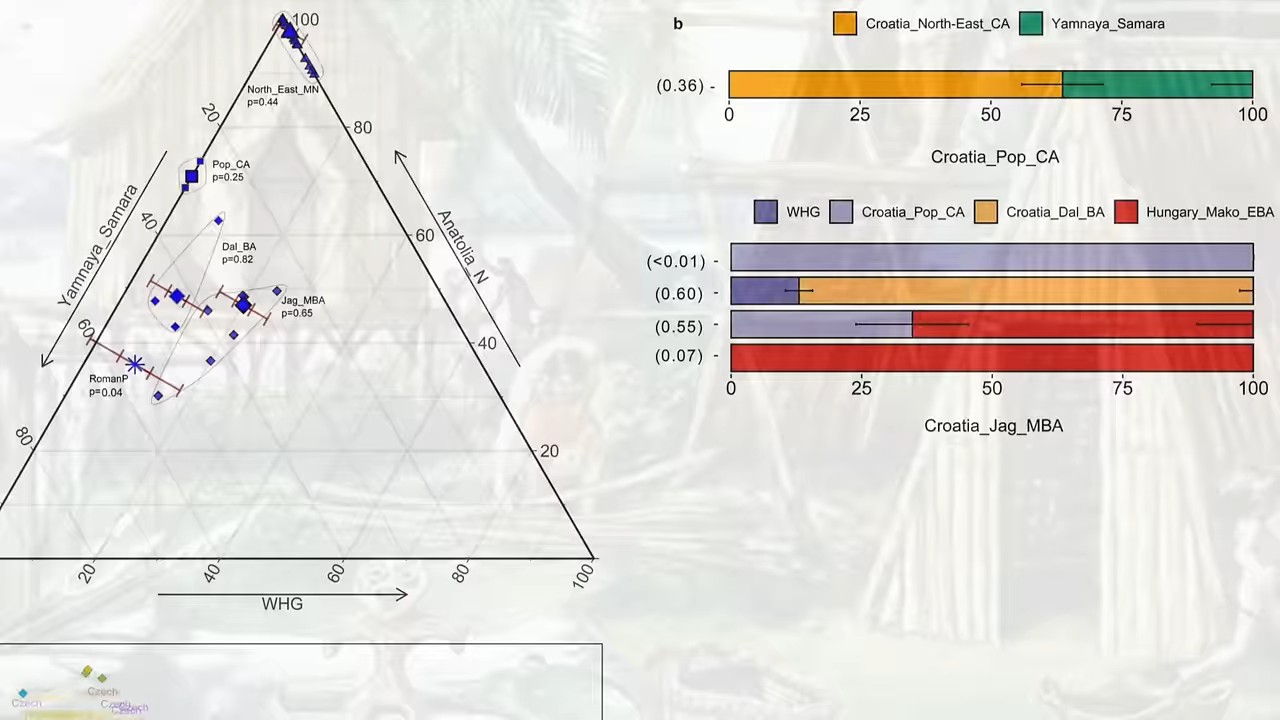 100
North_East_MN
p=0.44
20
80
Pop_CA
p=0.25
Yamnaya_Samara
40
Anatolia_N
60
Dal_BA
p=0.82
Jag_MBA
p=0.65
60
40
RomanP
p=0.04
80
20
20
40
60
80
100
WHG
Czech
Czech
Czech
Czech
b
Croatia_North-East_CA Yamnaya_Samara
(0.36) -
0 25 50 75 100
Croatia_Pop_CA
WHG Croatia_Pop_CA Croatia_Dal_BA Hungary_Mako_EBA
(<0.01) -
(0.60) -
(0.55) -
(0.07) -
0 25 50 75 100
Croatia_Jag_MBA